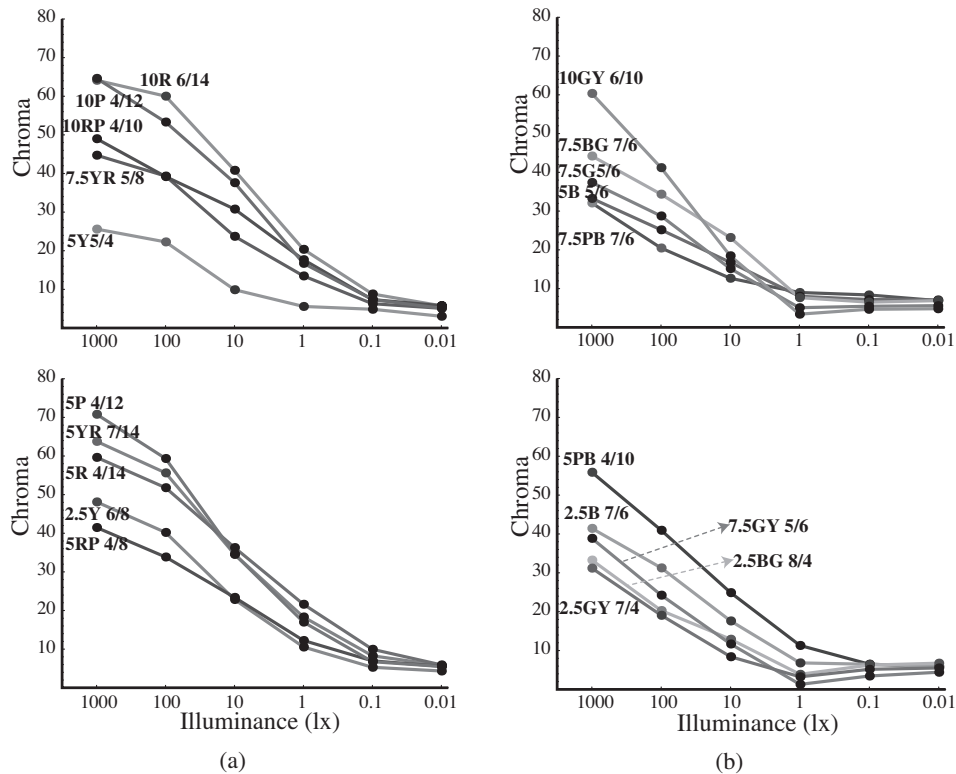 80
70
60
50
40
30
20
10
Chroma
10R 6/14
10P 4/12
10RP 4/10
7.5YR 5/8
5Y5/4
1000 100 10 1 0.1 0.01
80
70
60
50
40
30
20
10
Chroma
10GY 6/10
7.5BG 7/6
7.5G5/6
5B 5/6
7.5PB 7/6
1000 100 10 1 0.1 0.01
80
70
60
50
40
30
20
10
Chroma
5P 4/12
5YR 7/14
5R 4/14
2.5Y 6/8
5RP 4/8
1000 100 10 1 0.1 0.01
Illuminance (lx)
(a)
80
70
60
50
40
30
20
10
Chroma
5PB 4/10
2.5B 7/6
7.5GY 5/6
2.5BG 8/4
2.5GY 7/4
1000 100 10 1 0.1 0.01
Illuminance (lx)
(b)